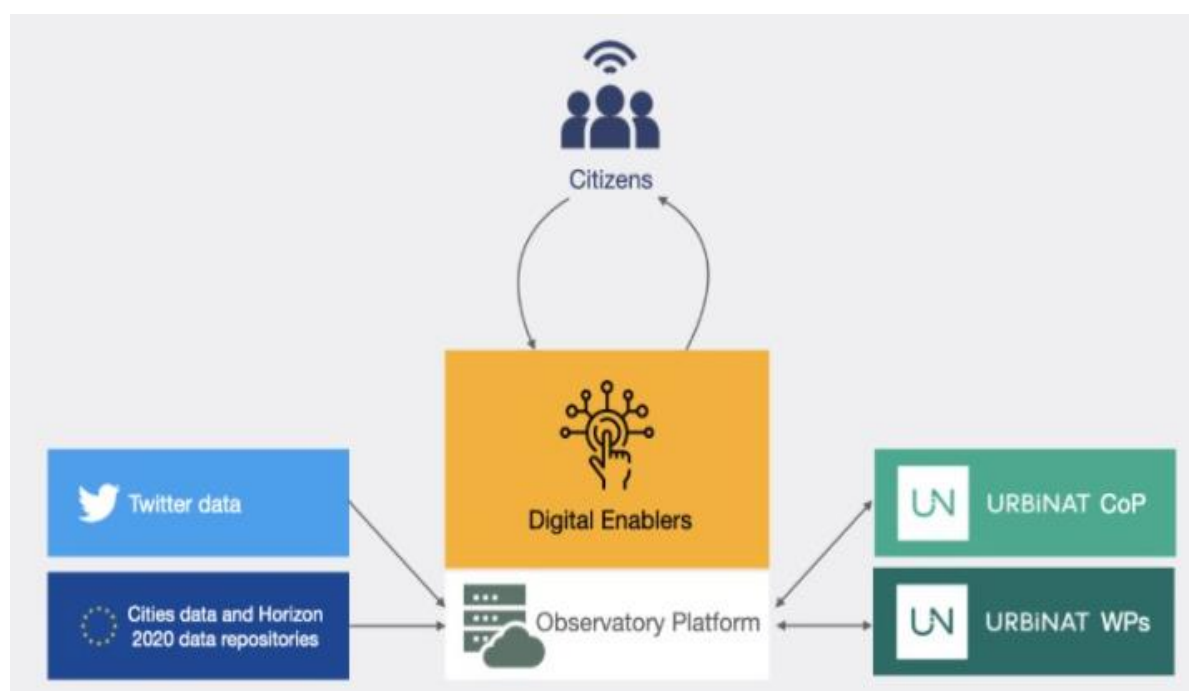 Citizens
Digital Enablers
Twitter data
Cities data and Horizon
2020 data repositories
Observatory Platform
UN URBiNAT CoP
UN URBiNAT WPs